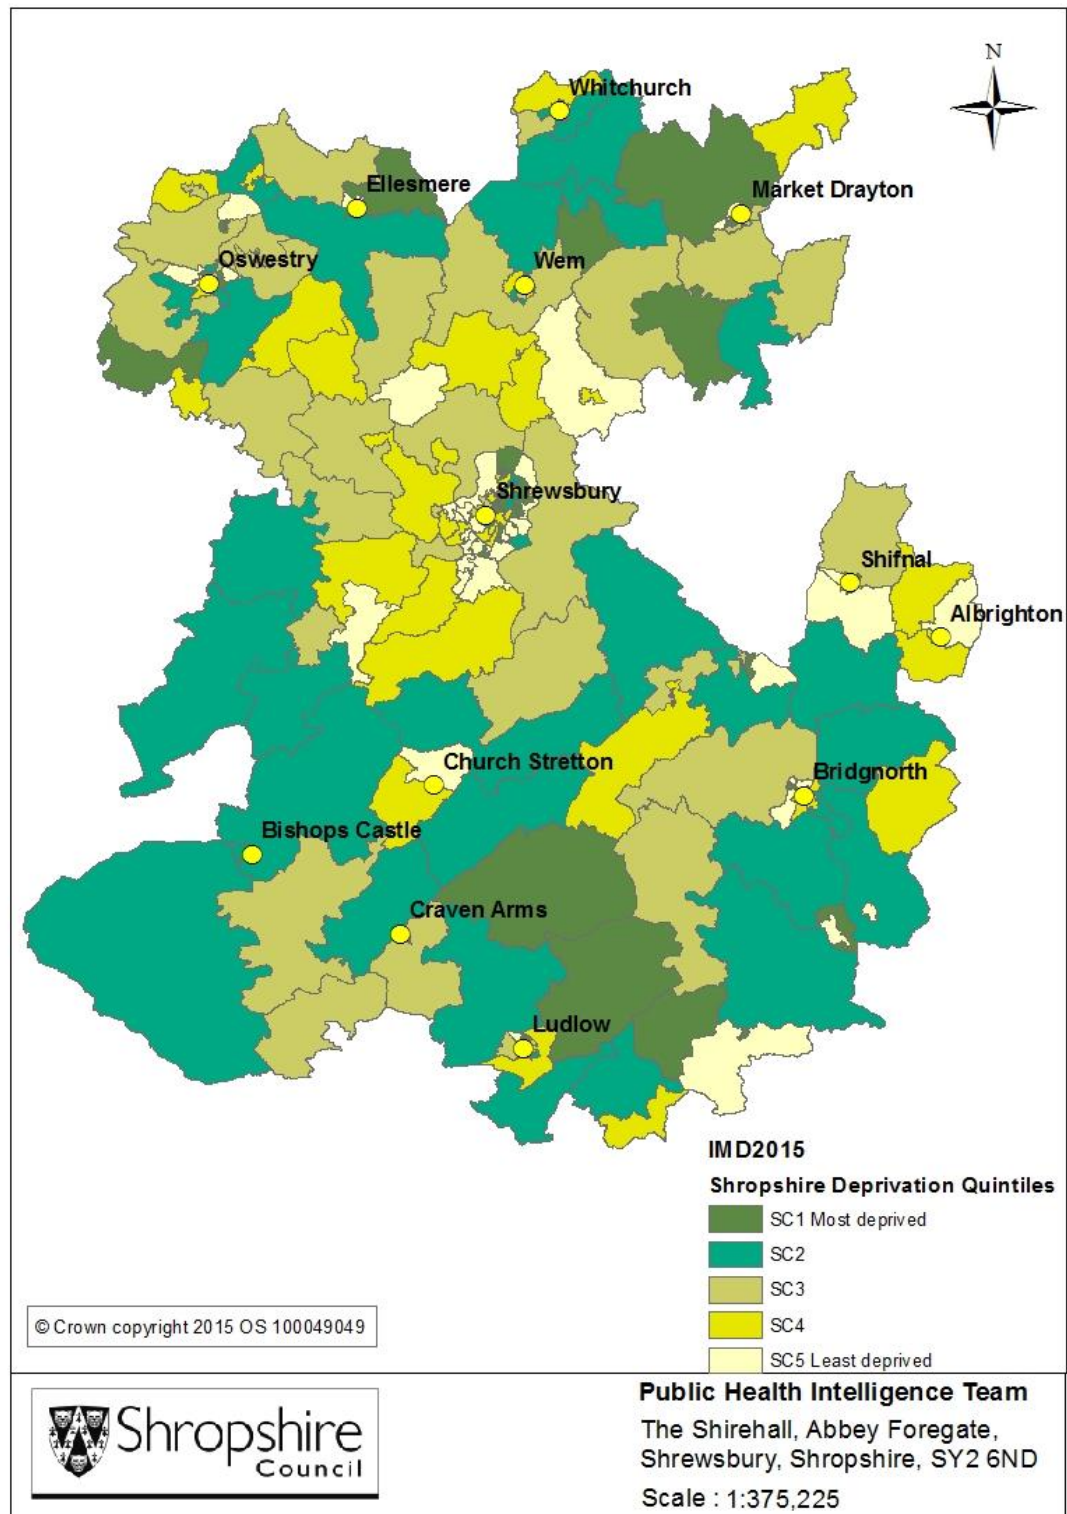 N
Whitchurch
Ellesmere
Market Drayton
Oswestry
Wem
Shrewsbury
Shifnal
Albrighton
Church Stretton
Bridgnorth
Bishops Castle
Craven Arms
Ludlow
IMD2015
Shropshire Deprivation Quintiles
SC1 Most deprived
SC2
SC3
SC4
SC5 Least deprived
© Crown copyright 2015 OS 100049049
Shropshire
Council
Public Health Intelligence Team
The Shirehall, Abbey Foregate,
Shrewsbury, Shropshire, SY2 6ND
Scale : 1:375,225